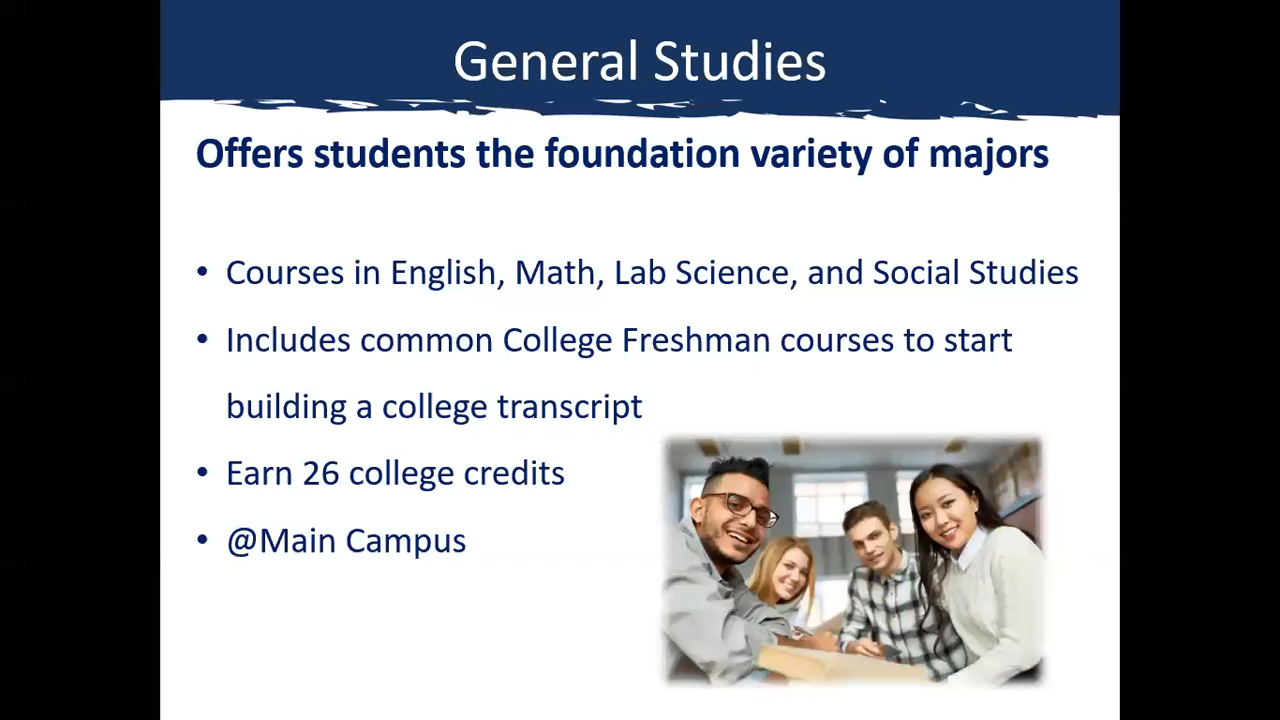 General Studies
Offers students the foundation variety of majors
• Courses in English, Math, Lab Science, and Social Studies
• Includes common College Freshman courses to start
building a college transcript
• Earn 26 college credits
• @Main Campus